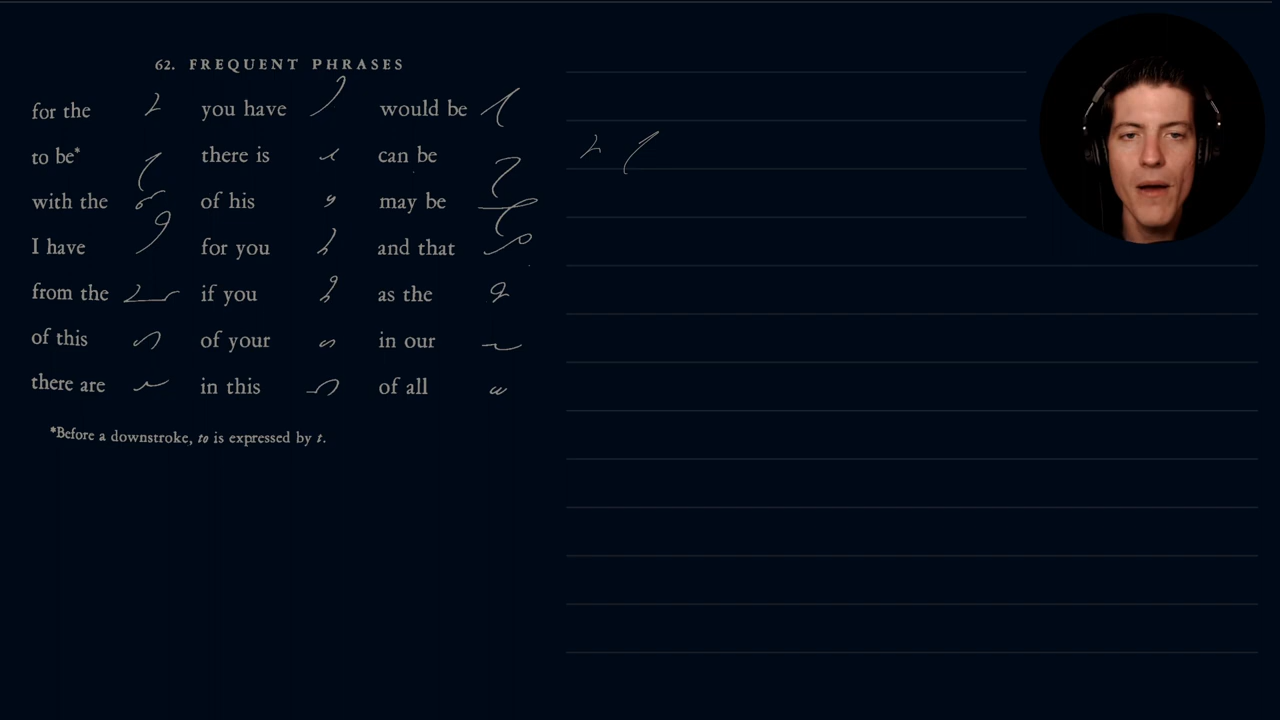 62. FREQUENT PHRASES
for the you have would be
to be* there is can be
with the of his may be
I have for you and that
from the if you as the
of this of your in our
there are in this of all
*Before a downstroke, to is expressed by t.